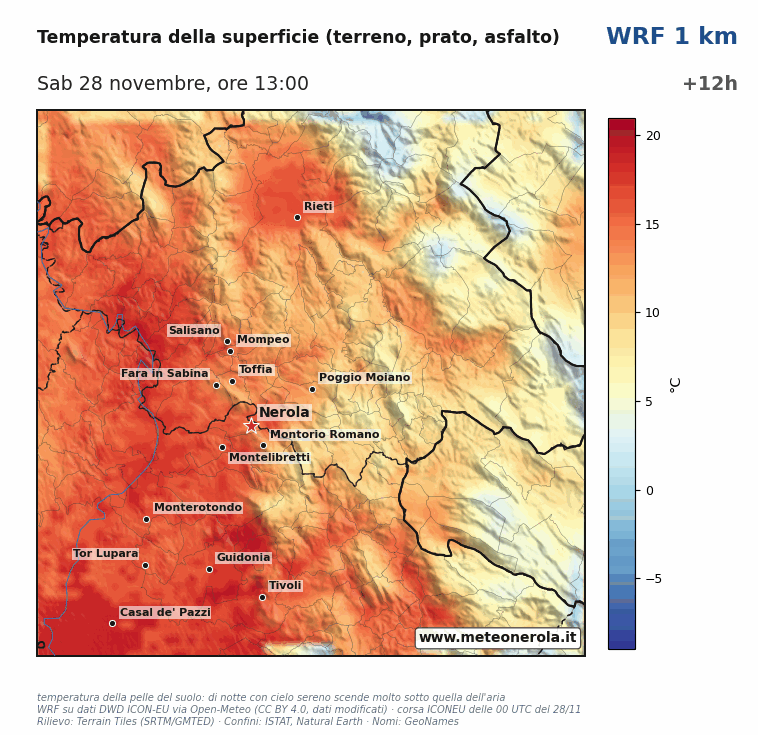 Temperatura della superficie (terreno, prato, asfalto)
WRF 1 km
Sab 28 novembre, ore 13:00
+12h
Rieti
Salisano
Mompeo
Toffia
Fara in Sabina
Poggio Moiano
Nerola
Montorio Romano
Montelibretti
Monterotondo
Tor Lupara
Guidonia
Tivoli
Casal de' Pazzi
www.meteonerola.it
20
15
10
5
0
−5
°C
temperatura della pelle del suolo: di notte con cielo sereno scende molto sotto quella dell'aria
WRF su dati DWD ICON-EU via Open-Meteo (CC BY 4.0, dati modificati) · corsa ICONEU delle 00 UTC del 28/11
Rilievo: Terrain Tiles (SRTM/GMTED) · Confini: ISTAT, Natural Earth · Nomi: GeoNames